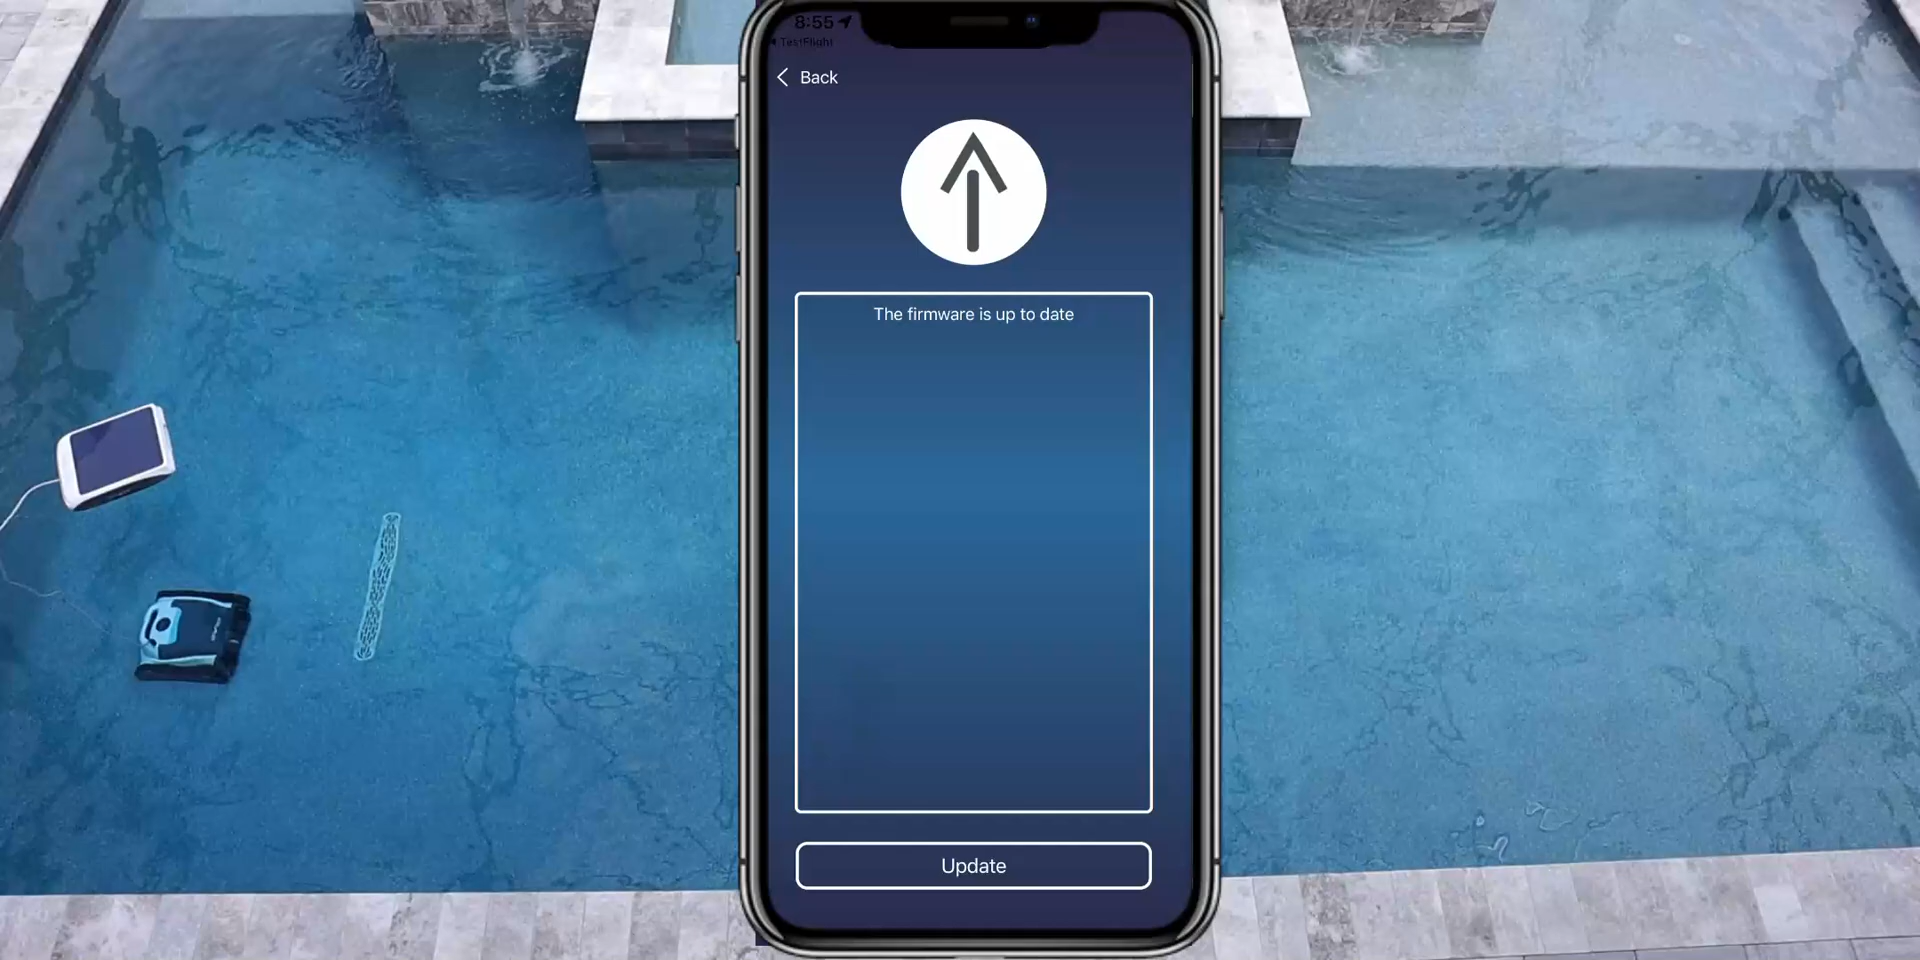 8:55
TestFlight
Back
The firmware is up to date
Update